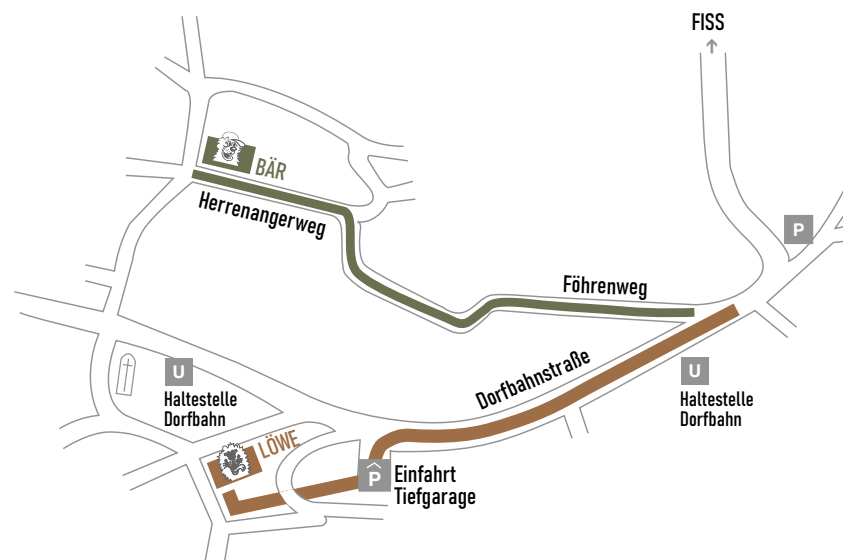 FISS
BÄR
Herrenangerweg
P
Föhrenweg
U
Haltestelle
Dorfbahn
Dorfbahnstraße
U
Haltestelle
Dorfbahn
LÖWE
P
Einfahrt
Tiefgarage